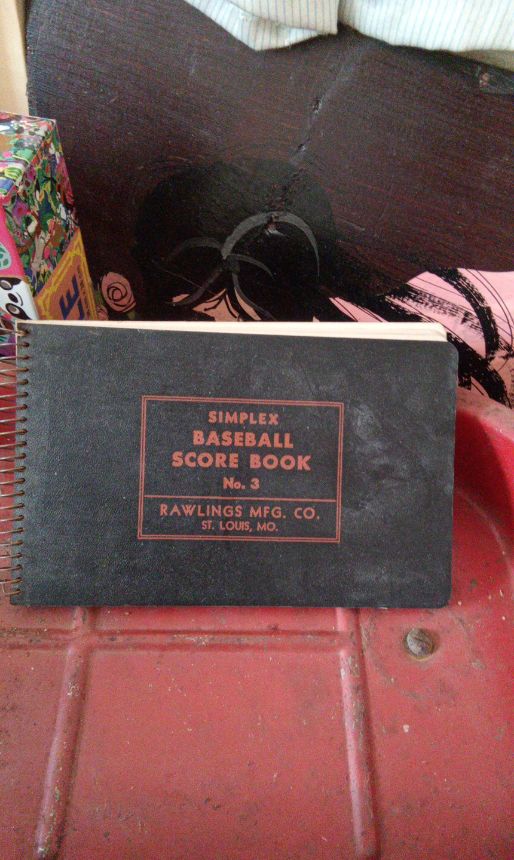 SIMPLEX
BASEBALL
SCORE BOOK
No. 3
RAWLINGS MFG. CO.
ST. LOUIS, MO.